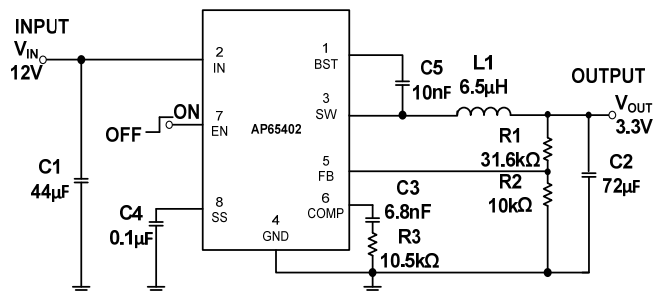 INPUT
VIN
12V
C1
44μF
OFF
ON
C4
0.1μF
2
IN
7
EN
8
SS
AP65402
4
GND
1
BST
3
SW
5
FB
6
COMP
C5
10nF
L1
6.5μH
C3
6.8nF
R3
10.5kΩ
R1
31.6kΩ
R2
10kΩ
OUTPUT
VOUT
3.3V
C2
72μF